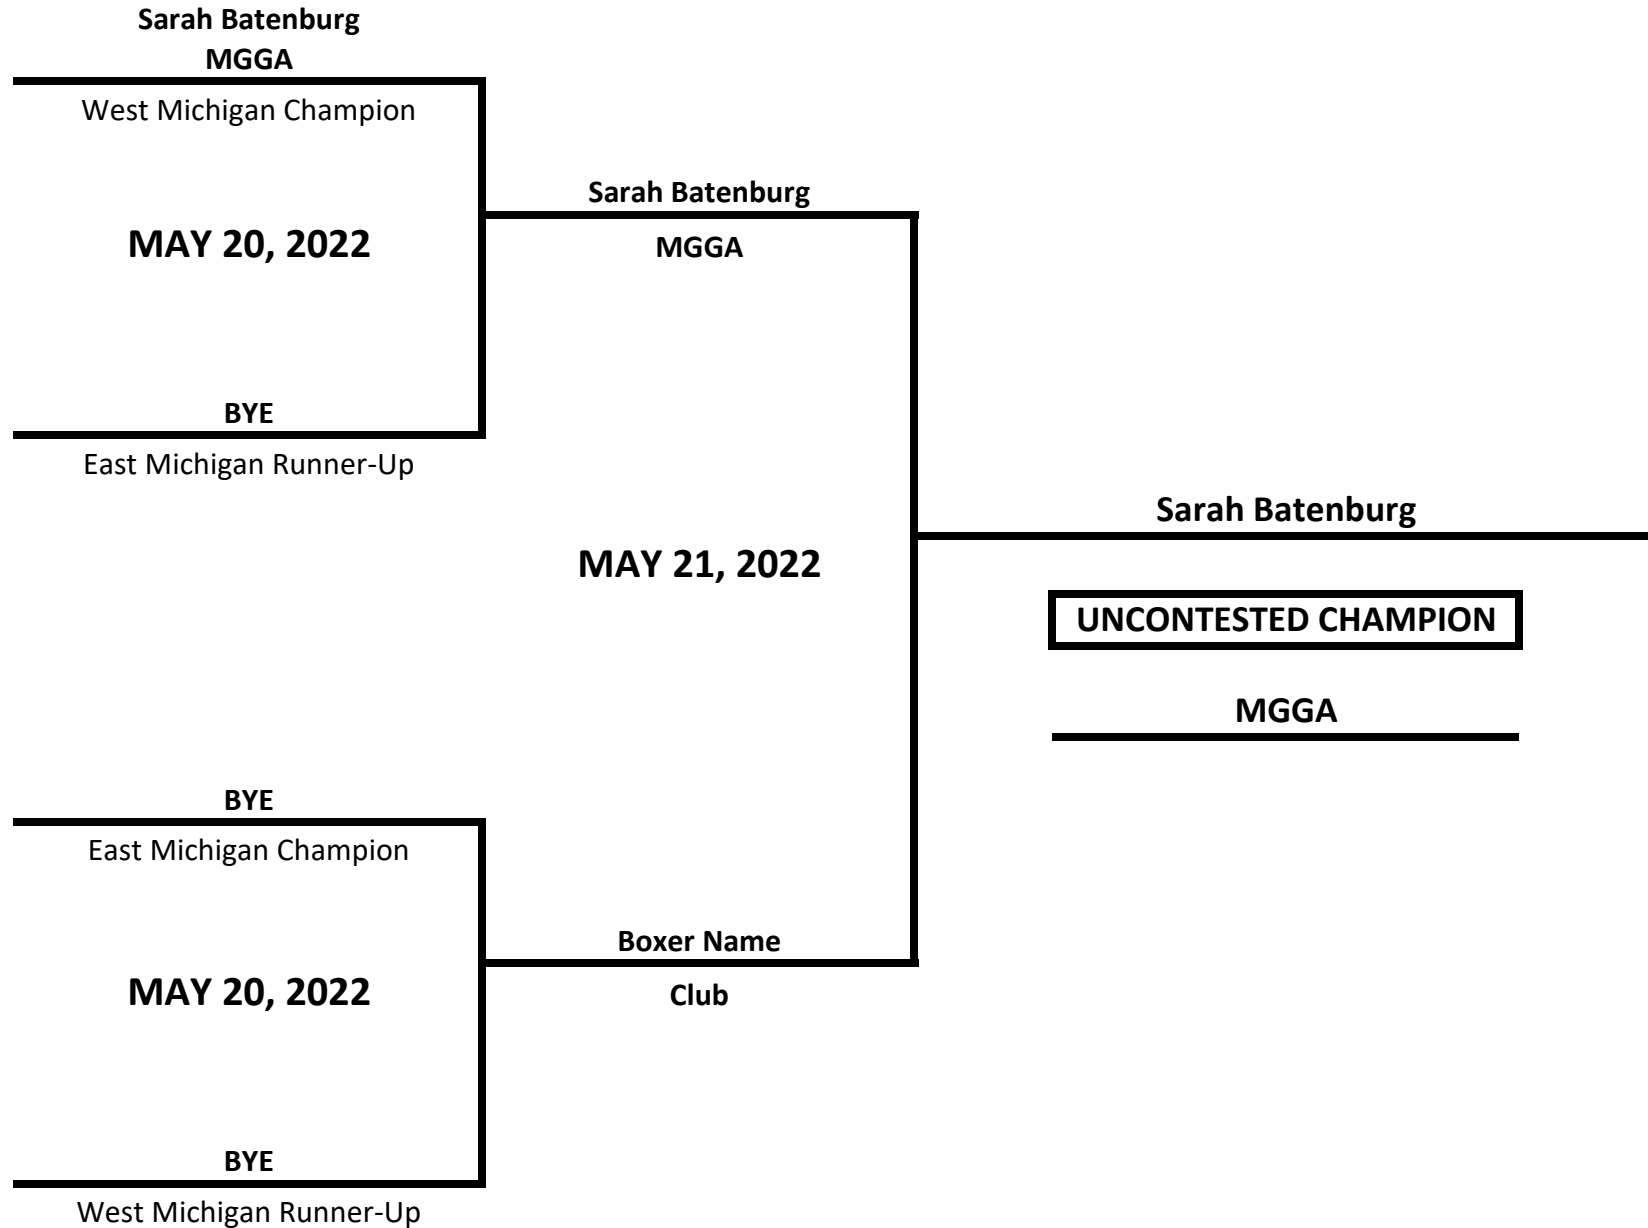 Sarah Batenburg
MGGA
West Michigan Champion
MAY 20, 2022
BYE
East Michigan Runner-Up
Sarah Batenburg
MGGA
MAY 21, 2022
Sarah Batenburg
UNCONTESTED CHAMPION
MGGA
BYE
East Michigan Champion
MAY 20, 2022
BYE
West Michigan Runner-Up
Boxer Name
Club